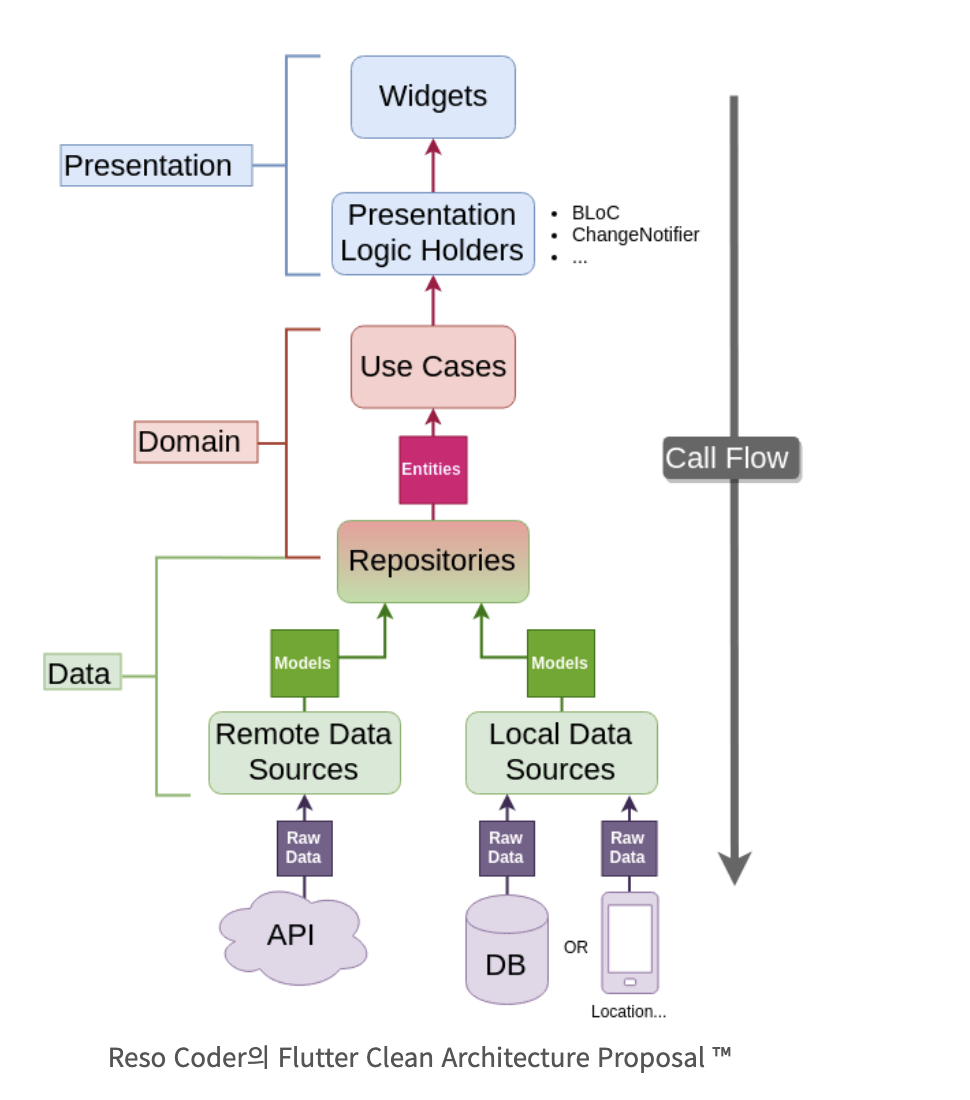 Widgets
Presentation
Presentation
Logic Holders
• BLoC
• ChangeNotifier
• ...
Use Cases
Domain
Call Flow
Entities
Repositories
Data
Models
Models
Remote Data
Sources
Local Data
Sources
Raw
Data
Raw
Data
Raw
Data
API
DB
OR
Location...
Reso Coder의 Flutter Clean Architecture Proposal ™